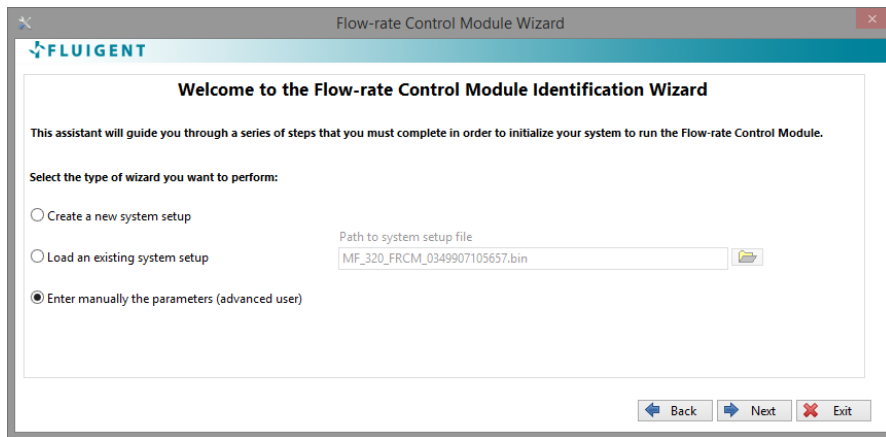 Flow-rate Control Module Wizard
FLUIGENT
Welcome to the Flow-rate Control Module Identification Wizard
This assistant will guide you through a series of steps that you must complete in order to initialize your system to run the Flow-rate Control Module.
Select the type of wizard you want to perform:
Create a new system setup
Path to system setup file
Load an existing system setup
MF_320_FRCM_0349907105657.bin
Enter manually the parameters (advanced user)
Back
Next
Exit